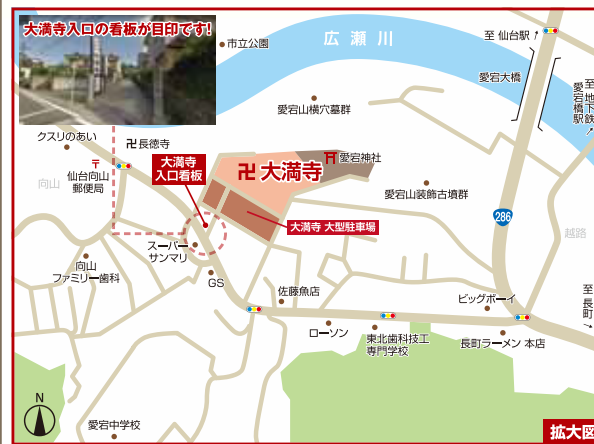 大満寺入口の看板が目印です!
市立公園
広瀬川
至 仙台駅
愛宕大橋
至 地下鉄
愛宕橋駅
愛宕山横穴墓群
クスリのあい
卍長徳寺
〒
仙台向山
郵便局
向山
大満寺
入口看板
卍大満寺
愛宕神社
愛宕山装飾古墳群
大満寺 大型駐車場
286
越路
スーパー
サンマリ
向山
ファミリー歯科
GS
佐藤魚店
ビッグボーイ
至 長町
ローソン
東北歯科技工
専門学校
長町ラーメン 本店
N
愛宕中学校
拡大図